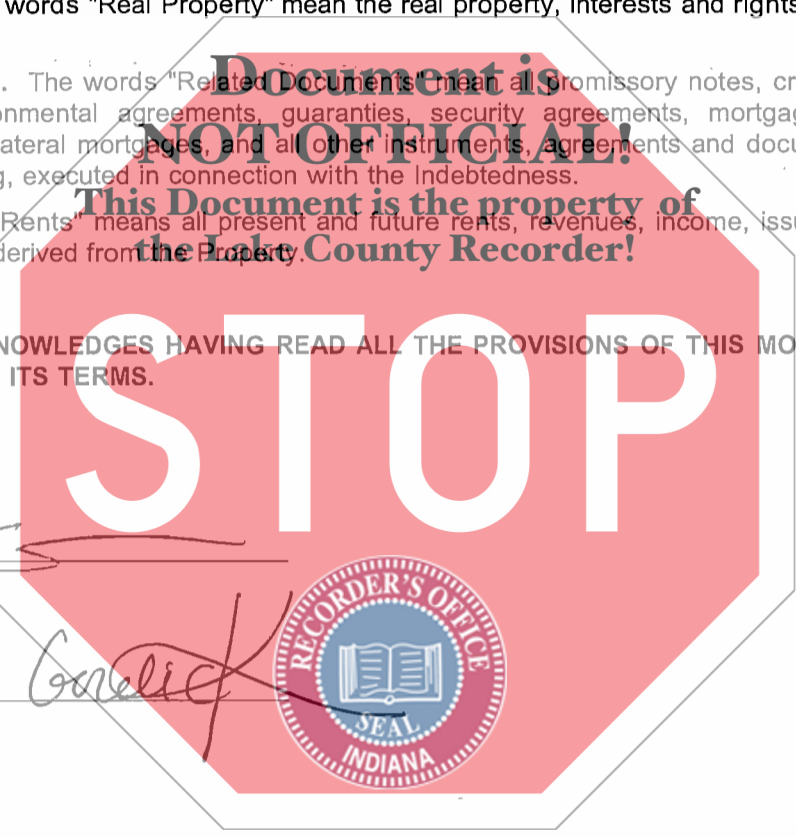 words "Real Property" mean the real property, interests and rights
Document is
. The words "Related Documents" mean all promissory notes, cr
onmental agreements, guaranties, security agreements, mortgag
NOT OFFICIAL!
lateral mortgages, and all other instruments, agreements and docu
g, executed in connection with the Indebtedness.
This Document is the property of
Rents" means all present and future rents, revenues, income, issu
the Lake County Recorder!
derived from the Property.
NOWLEDGES HAVING READ ALL THE PROVISIONS OF THIS MO
ITS TERMS.
STOP
RECORDER'S OFFICE
SEAL
INDIANA